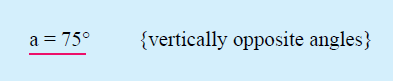 a = 75° {vertically opposite angles}